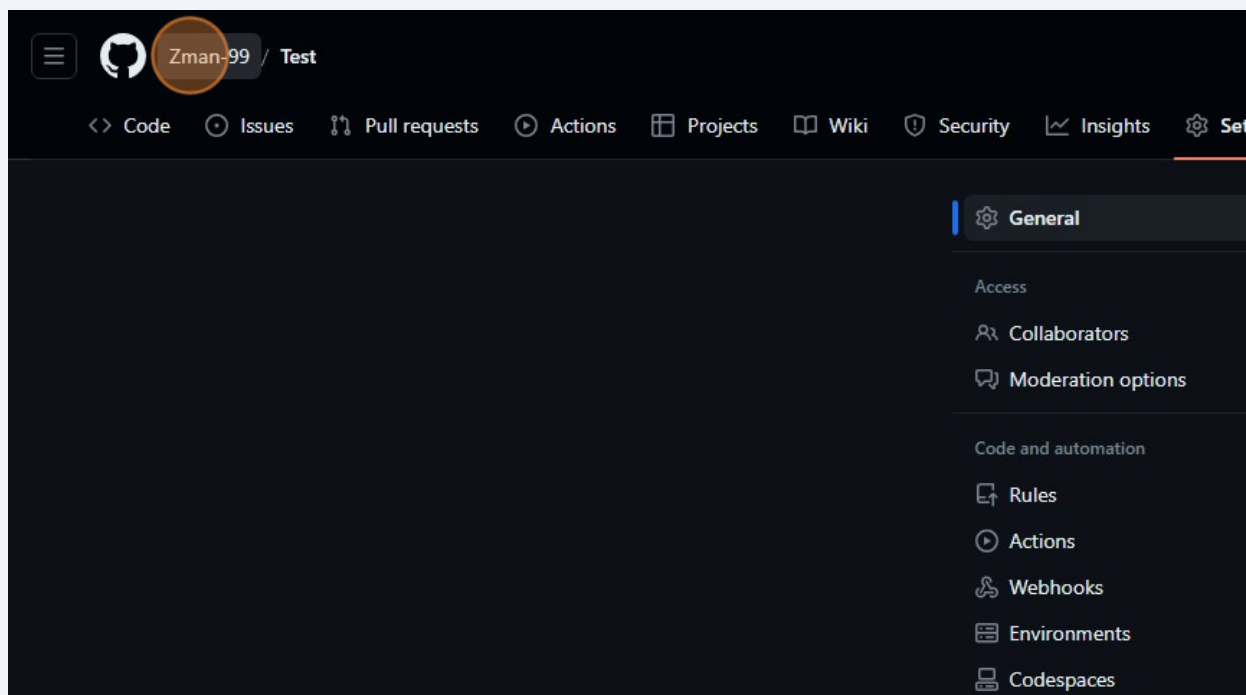 Zman-99 / Test
Code Issues Pull requests Actions Projects Wiki Security Insights Set
General
Access
Collaborators
Moderation options
Code and automation
Rules
Actions
Webhooks
Environments
Codespaces